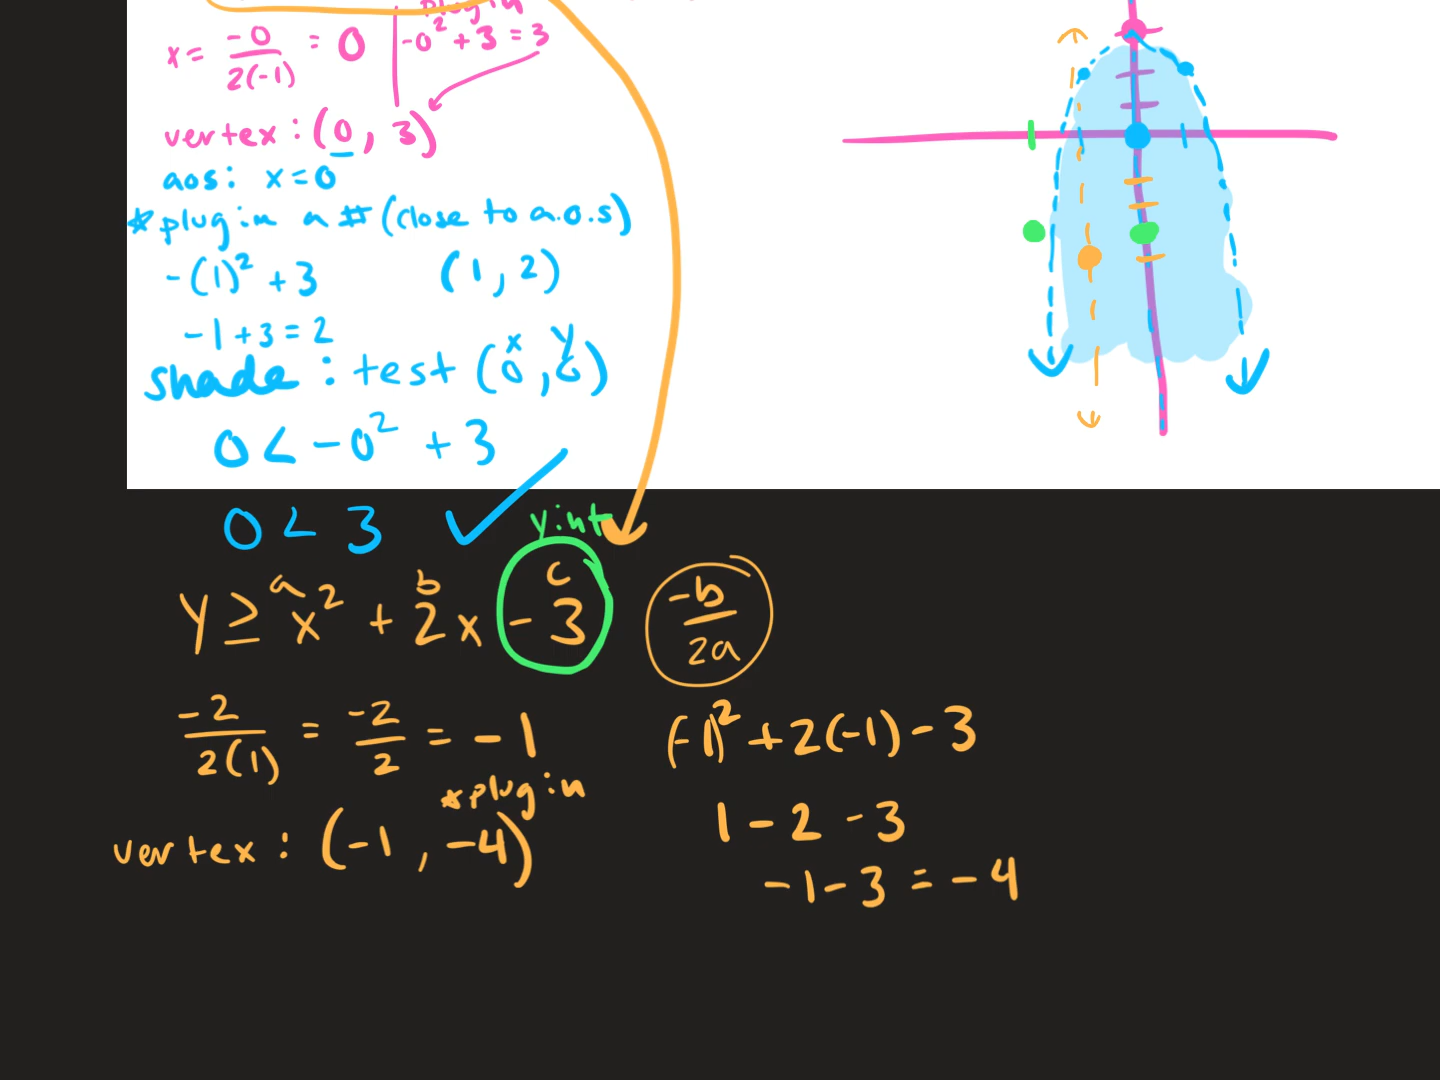 plug in
x = -0 / 2(-1) = 0
-0² + 3 = 3
vertex : (0, 3)
aos: x = 0
*plug in a # (close to a.o.s)
-(1)² + 3 (1, 2)
-1 + 3 = 2
x y
shade : test (0, 0)
0 < -0² + 3
0 < 3 ✓
y int
a b c
y ≥ x² + 2x - 3
-b / 2a
-2 / 2(1) = -2 / 2 = -1
(-1)² + 2(-1) - 3
*plug in
1 - 2 - 3
vertex : (-1, -4)
-1 - 3 = -4